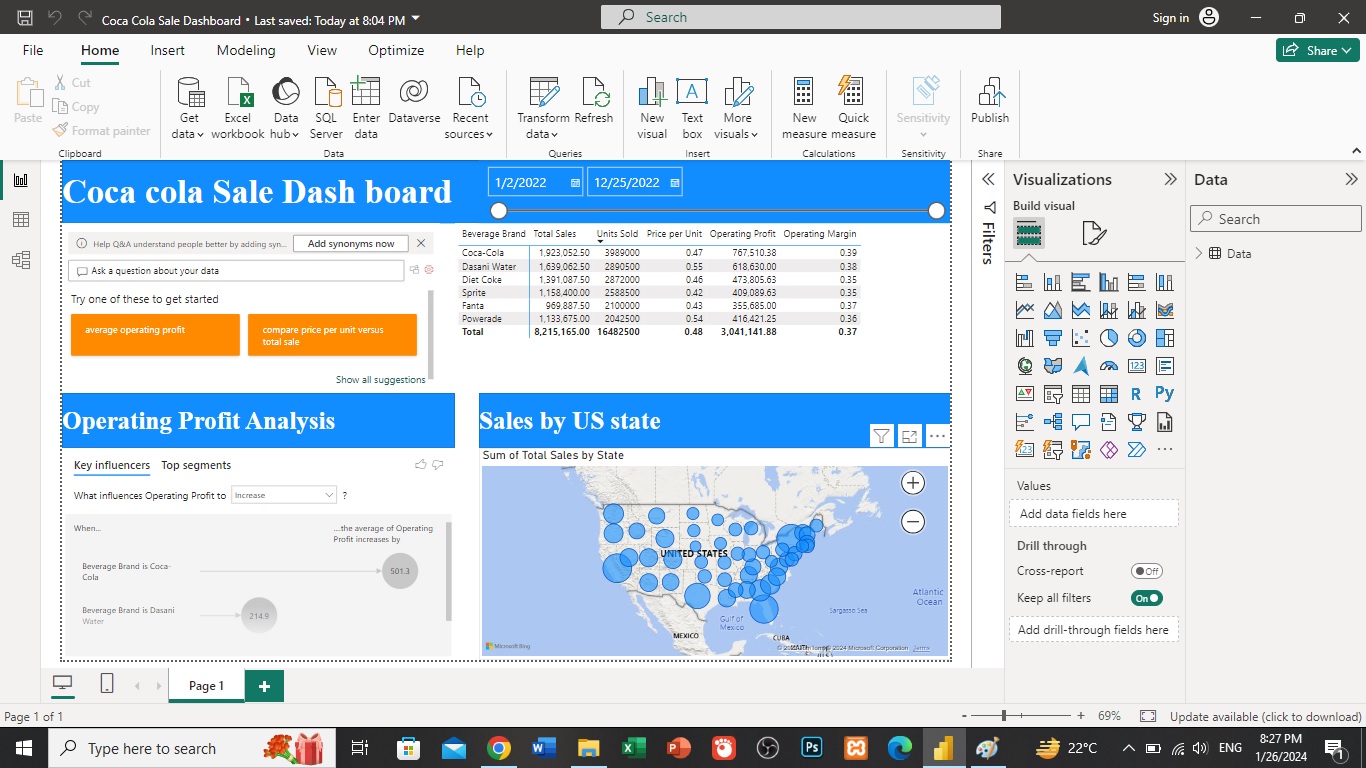 Coca Cola Sale Dashboard • Last saved: Today at 8:04 PM
Search
Sign in
File Home Insert Modeling View Optimize Help
Share
Paste
Cut
Copy
Format painter
Clipboard
Get data
Excel workbook
Data hub
SQL Server
Enter data
Dataverse
Recent sources
Data
Transform data
Refresh
Queries
New visual
Text box
More visuals
Insert
New measure
Quick measure
Calculations
Sensitivity
Sensitivity
Publish
Share
Coca cola Sale Dash board
1/2/2022 12/25/2022
Help Q&A understand people better by adding syn... Add synonyms now
Ask a question about your data
Try one of these to get started
average operating profit
compare price per unit versus
total sale
Show all suggestions
Beverage Brand Total Sales Units Sold Price per Unit Operating Profit Operating Margin
Coca-Cola 1,923,052.50 3989000 0.47 767,510.38 0.39
Dasani Water 1,639,062.50 2890500 0.55 618,630.00 0.38
Diet Coke 1,391,087.50 2872000 0.46 473,805.63 0.35
Sprite 1,158,400.00 2588500 0.42 409,089.63 0.35
Fanta 969,887.50 2100000 0.43 355,685.00 0.37
Powerade 1,133,675.00 2042500 0.54 416,421.25 0.36
Total 8,215,165.00 16482500 0.48 3,041,141.88 0.37
Operating Profit Analysis
Key influencers Top segments
What influences Operating Profit to Increase ?
When...
....the average of Operating
Profit increases by
Beverage Brand is Coca-
Cola
501.3
Beverage Brand is Dasani
Water
214.9
Sales by US state
Sum of Total Sales by State
UNITED STATES
MEXICO
Gulf of
Mexico
CUBA
HAITI
Sargasso Sea
Atlantic
Ocean
Microsoft Bing
2024 Microsoft Corporation Terms
Filters
Visualizations
Build visual
123
R
Py
123
Values
Add data fields here
Drill through
Cross-report Off
Keep all filters On
Add drill-through fields here
Data
Search
Data
Page 1
Page 1 of 1
- + 69%
Update available (click to download)
Type here to search
22°C
ENG
8:27 PM
1/26/2024
1